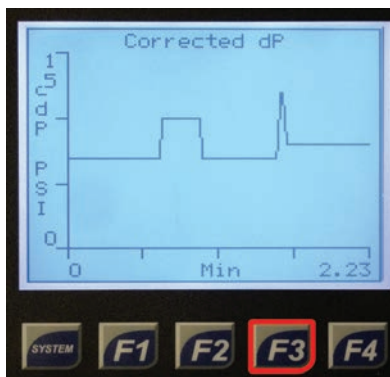 Corrected dP
15
CdP PSI
0
0 Min 2.23
SYSTEM F1 F2 F3 F4